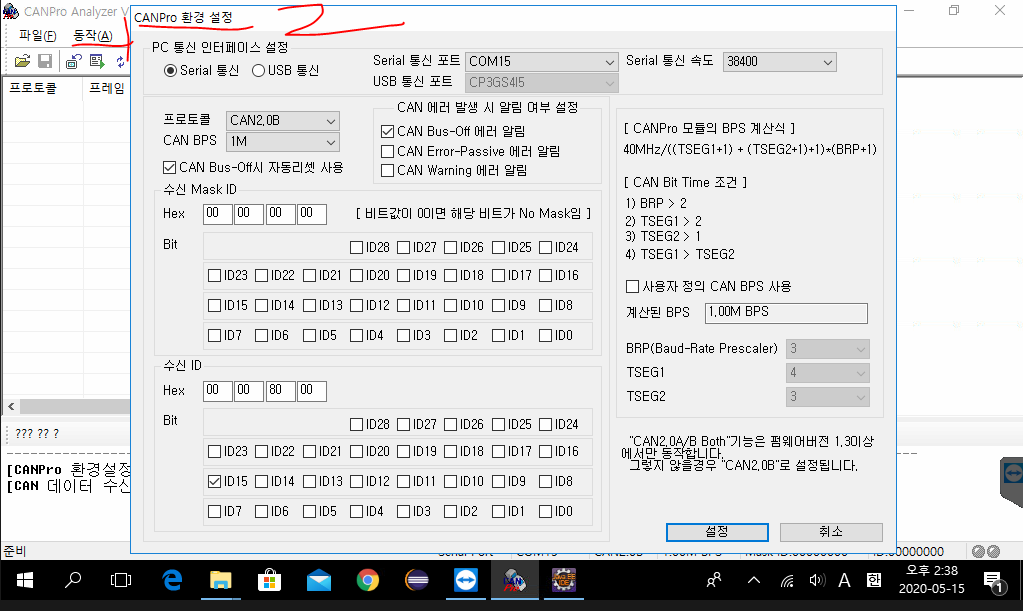 CANPro Analyzer V
CANPro 환경 설정
2
파일(F) 동작(A)
프로토콜 프레임
PC 통신 인터페이스 설정
Serial 통신 USB 통신
Serial 통신 포트 COM15 Serial 통신 속도 38400
USB 통신 포트 CP3GS4I5
프로토콜 CAN2.0B
CAN BPS 1M
CAN Bus-Off시 자동리셋 사용
CAN 에러 발생 시 알림 여부 설정
CAN Bus-Off 에러 알림
CAN Error-Passive 에러 알림
CAN Warning 에러 알림
수신 Mask ID
Hex 00 00 00 00 [ 비트값이 0이면 해당 비트가 No Mask임 ]
Bit ID28 ID27 ID26 ID25 ID24
ID23 ID22 ID21 ID20 ID19 ID18 ID17 ID16
ID15 ID14 ID13 ID12 ID11 ID10 ID9 ID8
ID7 ID6 ID5 ID4 ID3 ID2 ID1 ID0
수신 ID
Hex 00 00 80 00
Bit ID28 ID27 ID26 ID25 ID24
ID23 ID22 ID21 ID20 ID19 ID18 ID17 ID16
ID15 ID14 ID13 ID12 ID11 ID10 ID9 ID8
ID7 ID6 ID5 ID4 ID3 ID2 ID1 ID0
[ CANPro 모듈의 BPS 계산식 ]
40MHz/((TSEG1+1) + (TSEG2+1)+1)*(BRP+1)
[ CAN Bit Time 조건 ]
1) BRP > 2
2) TSEG1 > 2
3) TSEG2 > 1
4) TSEG1 > TSEG2
사용자 정의 CAN BPS 사용
계산된 BPS 1.00M BPS
BRP(Baud-Rate Prescaler) 3
TSEG1 4
TSEG2 3
"CAN2.0A/B Both"기능은 펌웨어버전 1.3이상
에서만 동작합니다.
그렇지 않을경우 "CAN2.0B"로 설정됩니다.
설정 취소
??? ?? ?
[CANPro 환경설정
[CAN 데이터 수신
준비 Serial Port COM15 CAN2.0B 1.00M BPS Mask ID:00000000 ID:00000000
A 한 오후 2:38
2020-05-15
1